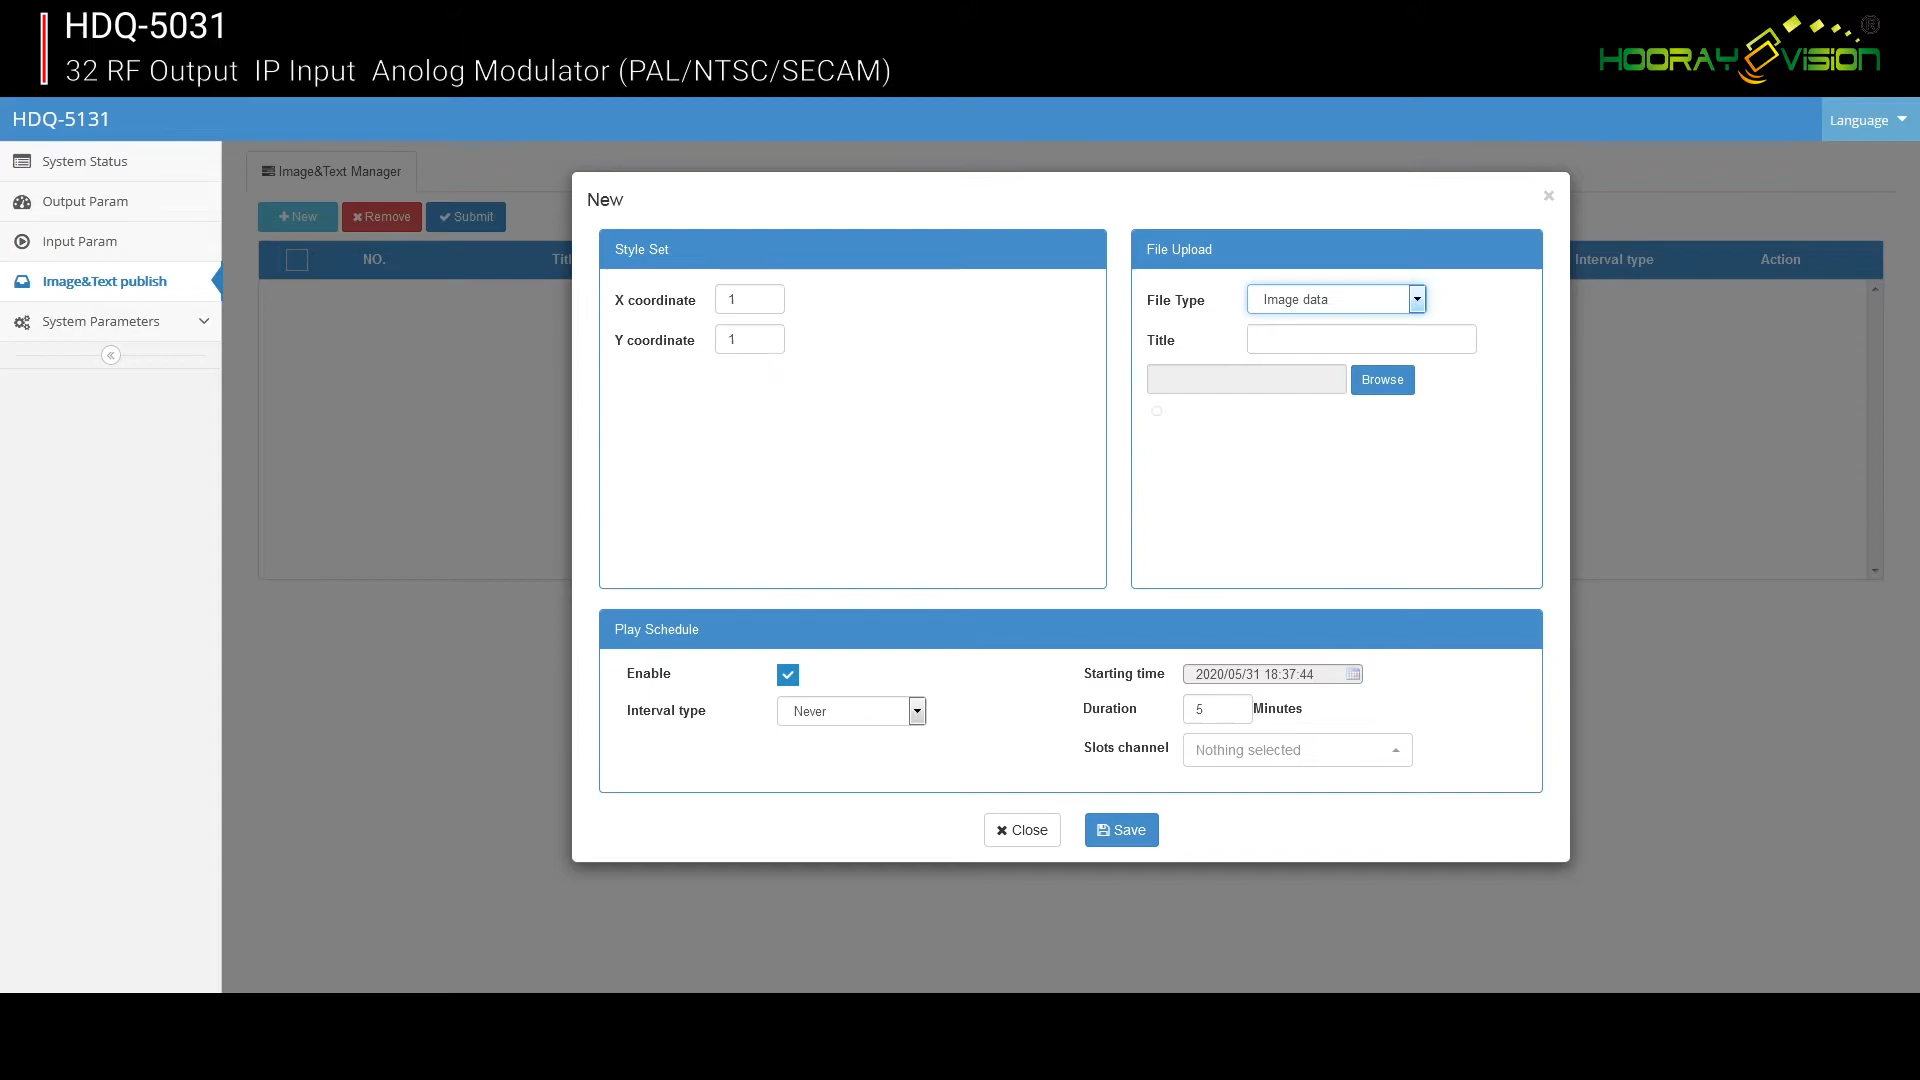 HDQ-5031
32 RF Output IP Input Anolog Modulator (PAL/NTSC/SECAM)
HOORAY VISION ®
HDQ-5131
Language
System Status
Output Param
Input Param
Image&Text publish
System Parameters
Image&Text Manager
New
Remove
Submit
NO.
Titl
Interval type
Action
New
×
Style Set
X coordinate 1
Y coordinate 1
File Upload
File Type Image data
Title
Browse
Play Schedule
Enable
Interval type Never
Starting time 2020/05/31 18:37:44
Duration 5 Minutes
Slots channel Nothing selected
Close
Save